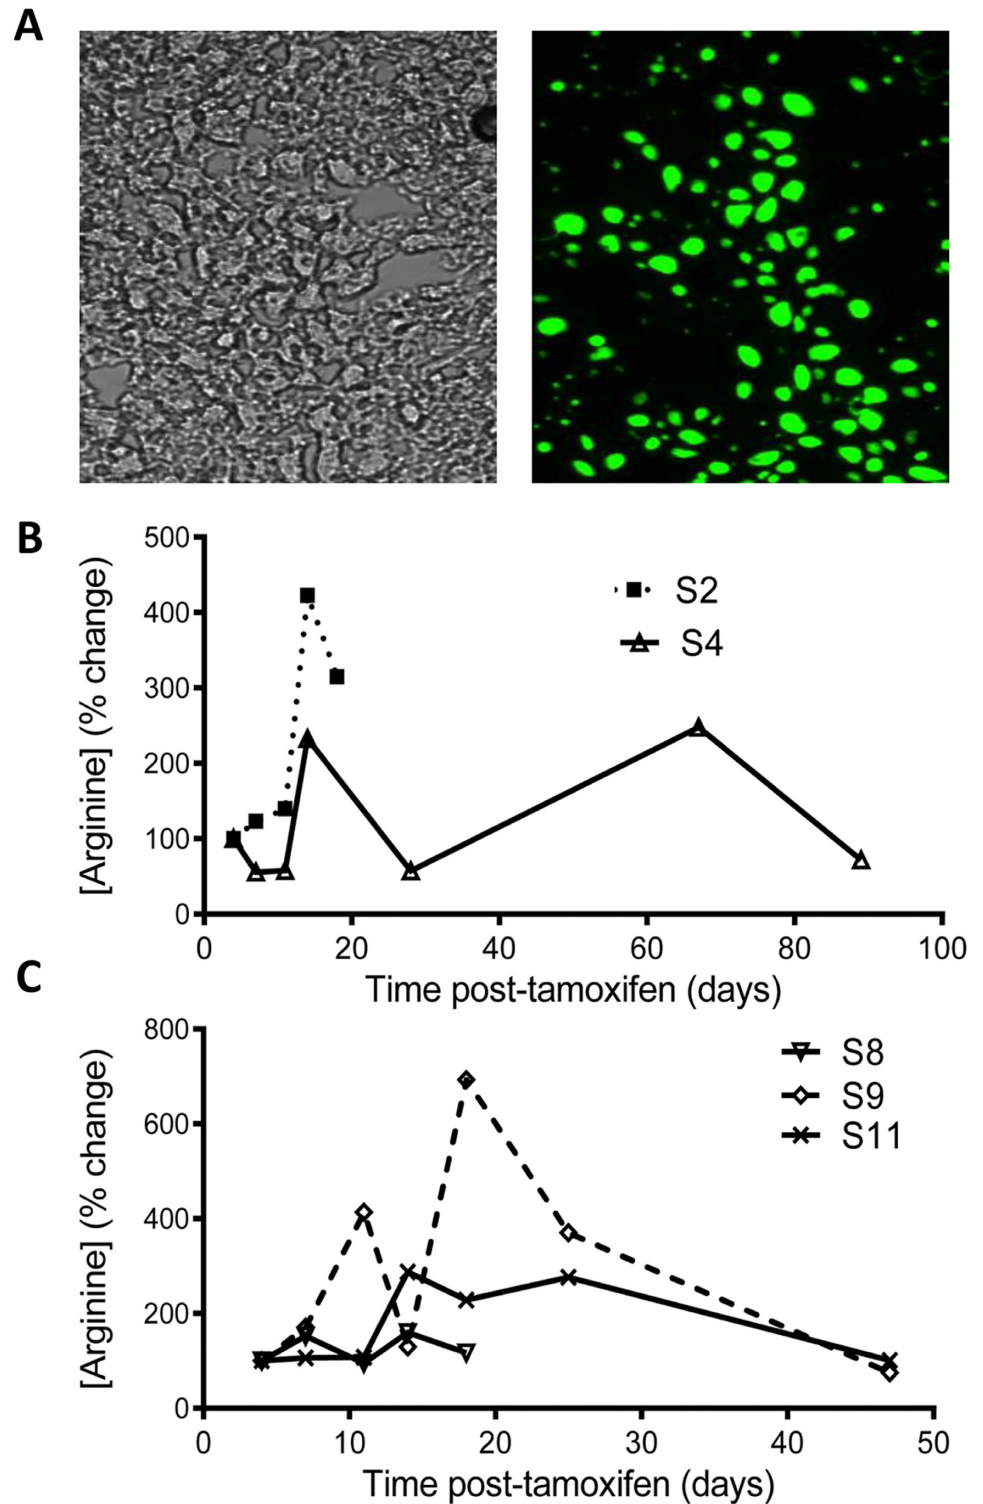 A
B
[Arginine] (% change)
500
400
300
200
100
0
S2
S4
0 20 40 60 80 100
Time post-tamoxifen (days)
C
[Arginine] (% change)
800
600
400
200
0
S8
S9
S11
0 10 20 30 40 50
Time post-tamoxifen (days)